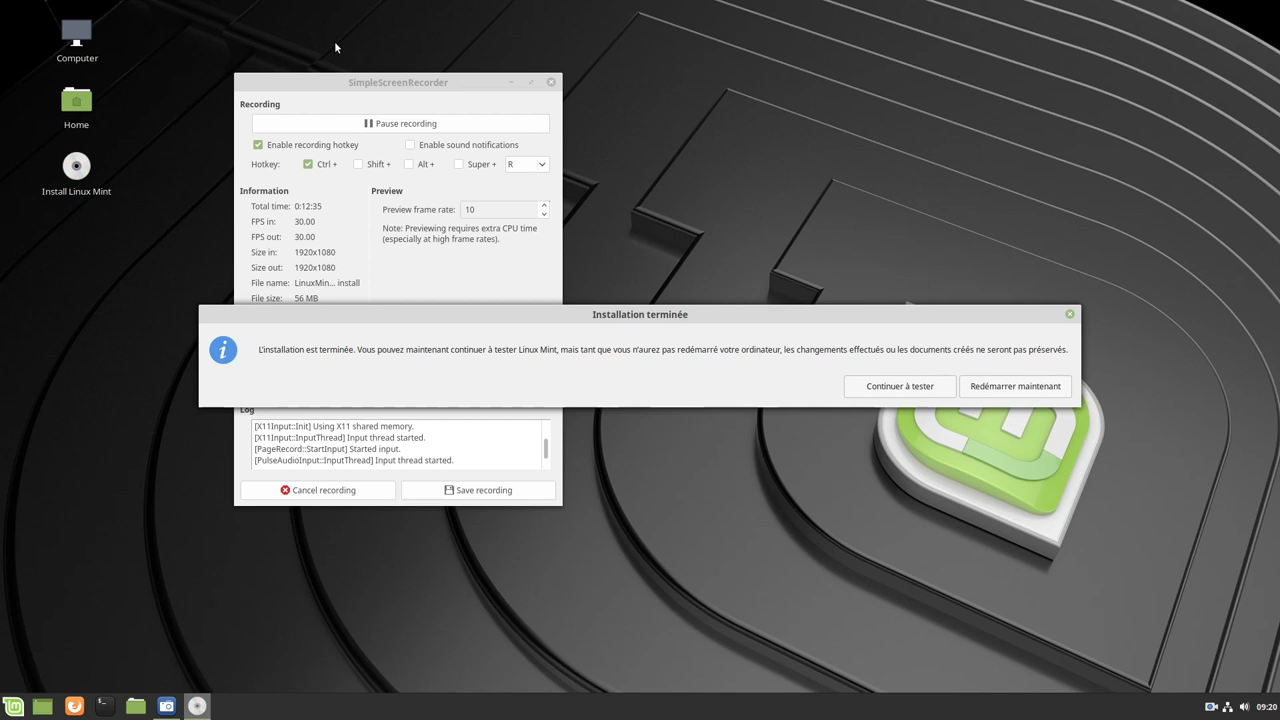 Computer
Home
Install Linux Mint
SimpleScreenRecorder
Recording
Pause recording
Enable recording hotkey
Enable sound notifications
Hotkey: Ctrl + Shift + Alt + Super + R
Information
Total time: 0:12:35
FPS in: 30.00
FPS out: 30.00
Size in: 1920x1080
Size out: 1920x1080
File name: LinuxMin... install
File size: 56 MB
Preview
Preview frame rate: 10
Note: Previewing requires extra CPU time
(especially at high frame rates).
Installation terminée
L'installation est terminée. Vous pouvez maintenant continuer à tester Linux Mint, mais tant que vous n'aurez pas redémarré votre ordinateur, les changements effectués ou les documents créés ne seront pas préservés.
Continuer à tester
Redémarrer maintenant
Log
[X11Input::Init] Using X11 shared memory.
[X11Input::InputThread] Input thread started.
[PageRecord::StartInput] Started input.
[PulseAudioInput::InputThread] Input thread started.
Cancel recording
Save recording
09:20